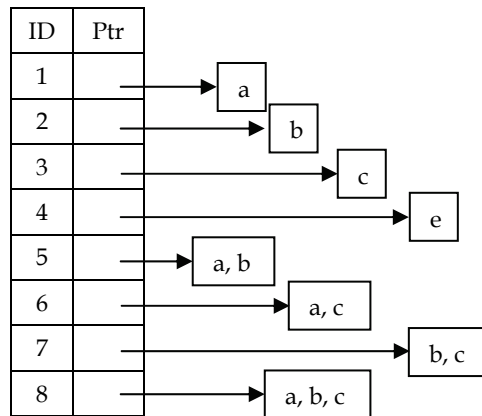 ID Ptr
1 a
2 b
3 c
4 e
5 a, b
6 a, c
7 b, c
8 a, b, c